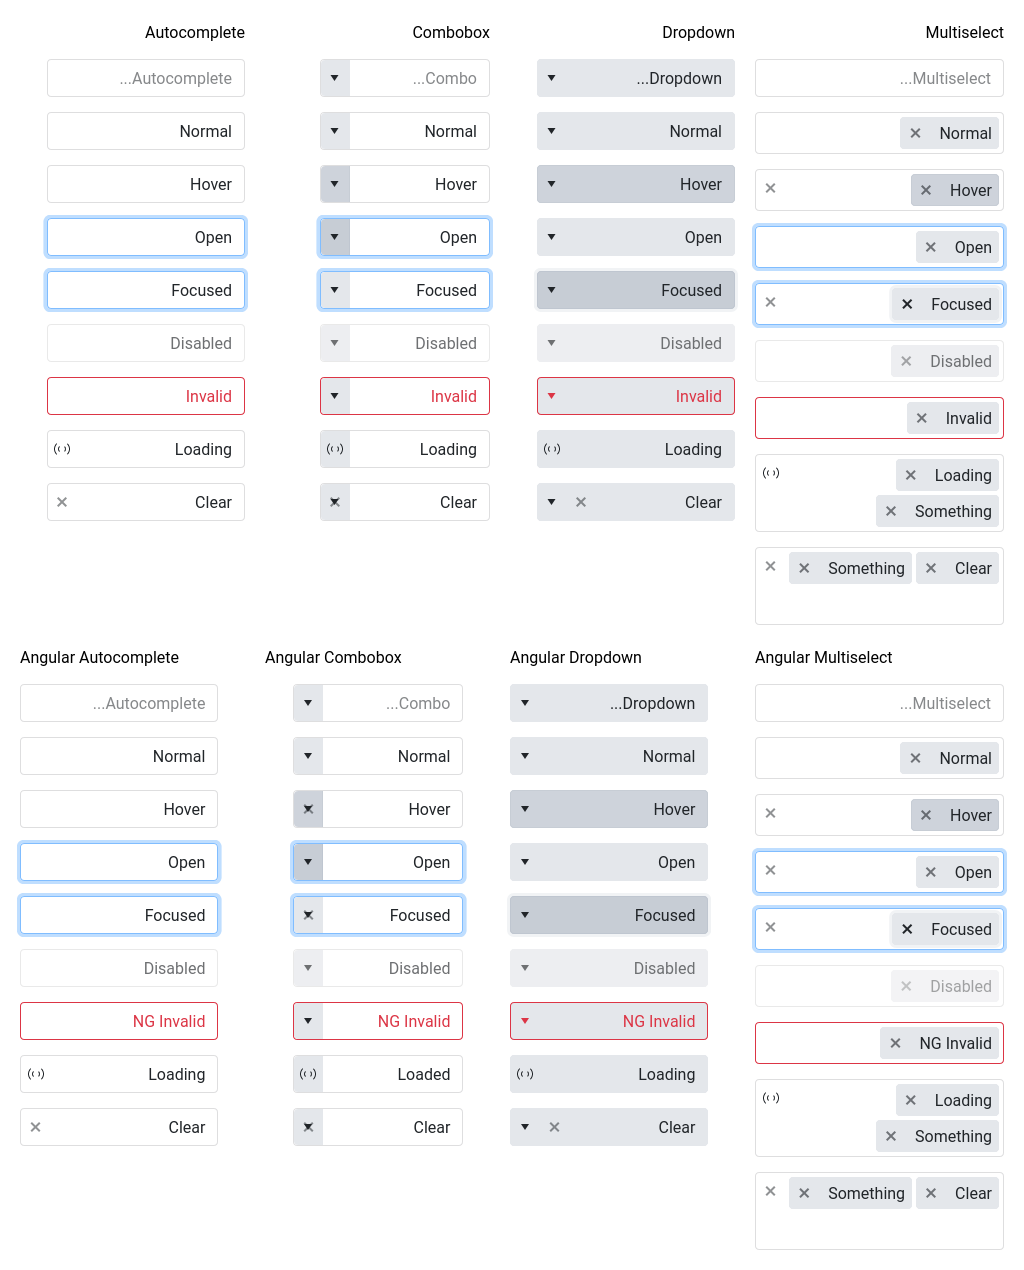 Autocomplete
...Autocomplete
Normal
Hover
Open
Focused
Disabled
Invalid
Loading
Clear
Combobox
...Combo
Normal
Hover
Open
Focused
Disabled
Invalid
Loading
Clear
Dropdown
...Dropdown
Normal
Hover
Open
Focused
Disabled
Invalid
Loading
Clear
Multiselect
...Multiselect
Normal
Hover
Open
Focused
Disabled
Invalid
Loading
Something
Something Clear
Angular Autocomplete
...Autocomplete
Normal
Hover
Open
Focused
Disabled
NG Invalid
Loading
Clear
Angular Combobox
...Combo
Normal
Hover
Open
Focused
Disabled
NG Invalid
Loaded
Clear
Angular Dropdown
...Dropdown
Normal
Hover
Open
Focused
Disabled
NG Invalid
Loading
Clear
Angular Multiselect
...Multiselect
Normal
Hover
Open
Focused
Disabled
NG Invalid
Loading
Something
Something Clear